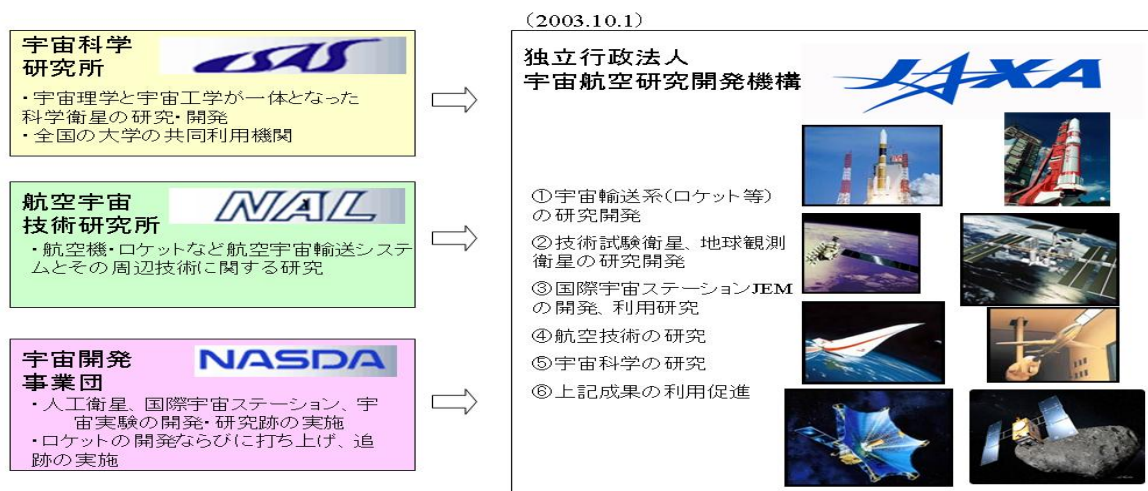 宇宙科学
研究所
ISAS
・宇宙理学と宇宙工学が一体となった
科学衛星の研究・開発
・全国の大学の共同利用機関
航空宇宙
技術研究所
NAL
・航空機・ロケットなど航空宇宙輸送システ
ムとその周辺技術に関する研究
宇宙開発
事業団
NASDA
・人工衛星、国際宇宙ステーション、宇
宙実験の開発・研究跡の実施
・ロケットの開発ならびに打ち上げ、追
跡の実施
（2003.10.1）
独立行政法人
宇宙航空研究開発機構
JAXA
①宇宙輸送系(ロケット等)
の研究開発
②技術試験衛星、地球観測
衛星の研究開発
③国際宇宙ステーションJEM
の開発、利用研究
④航空技術の研究
⑤宇宙科学の研究
⑥上記成果の利用促進